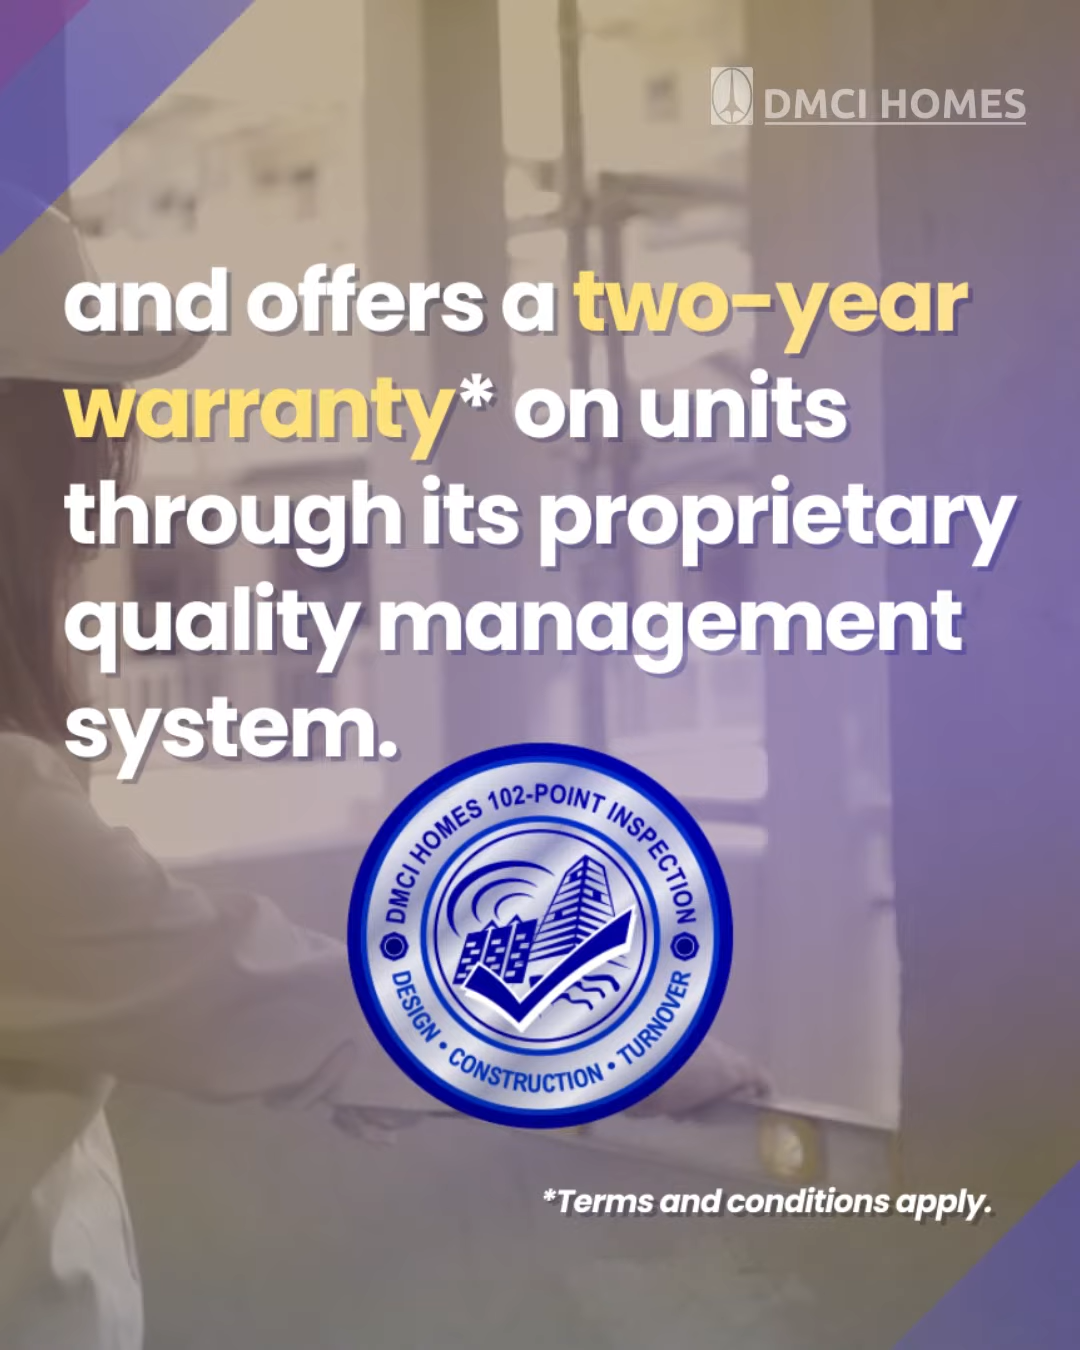 DMCI HOMES
and offers a two-year
warranty* on units
through its proprietary
quality management
system.
DMCI HOMES 102-POINT INSPECTION
DESIGN • CONSTRUCTION • TURNOVER
*Terms and conditions apply.